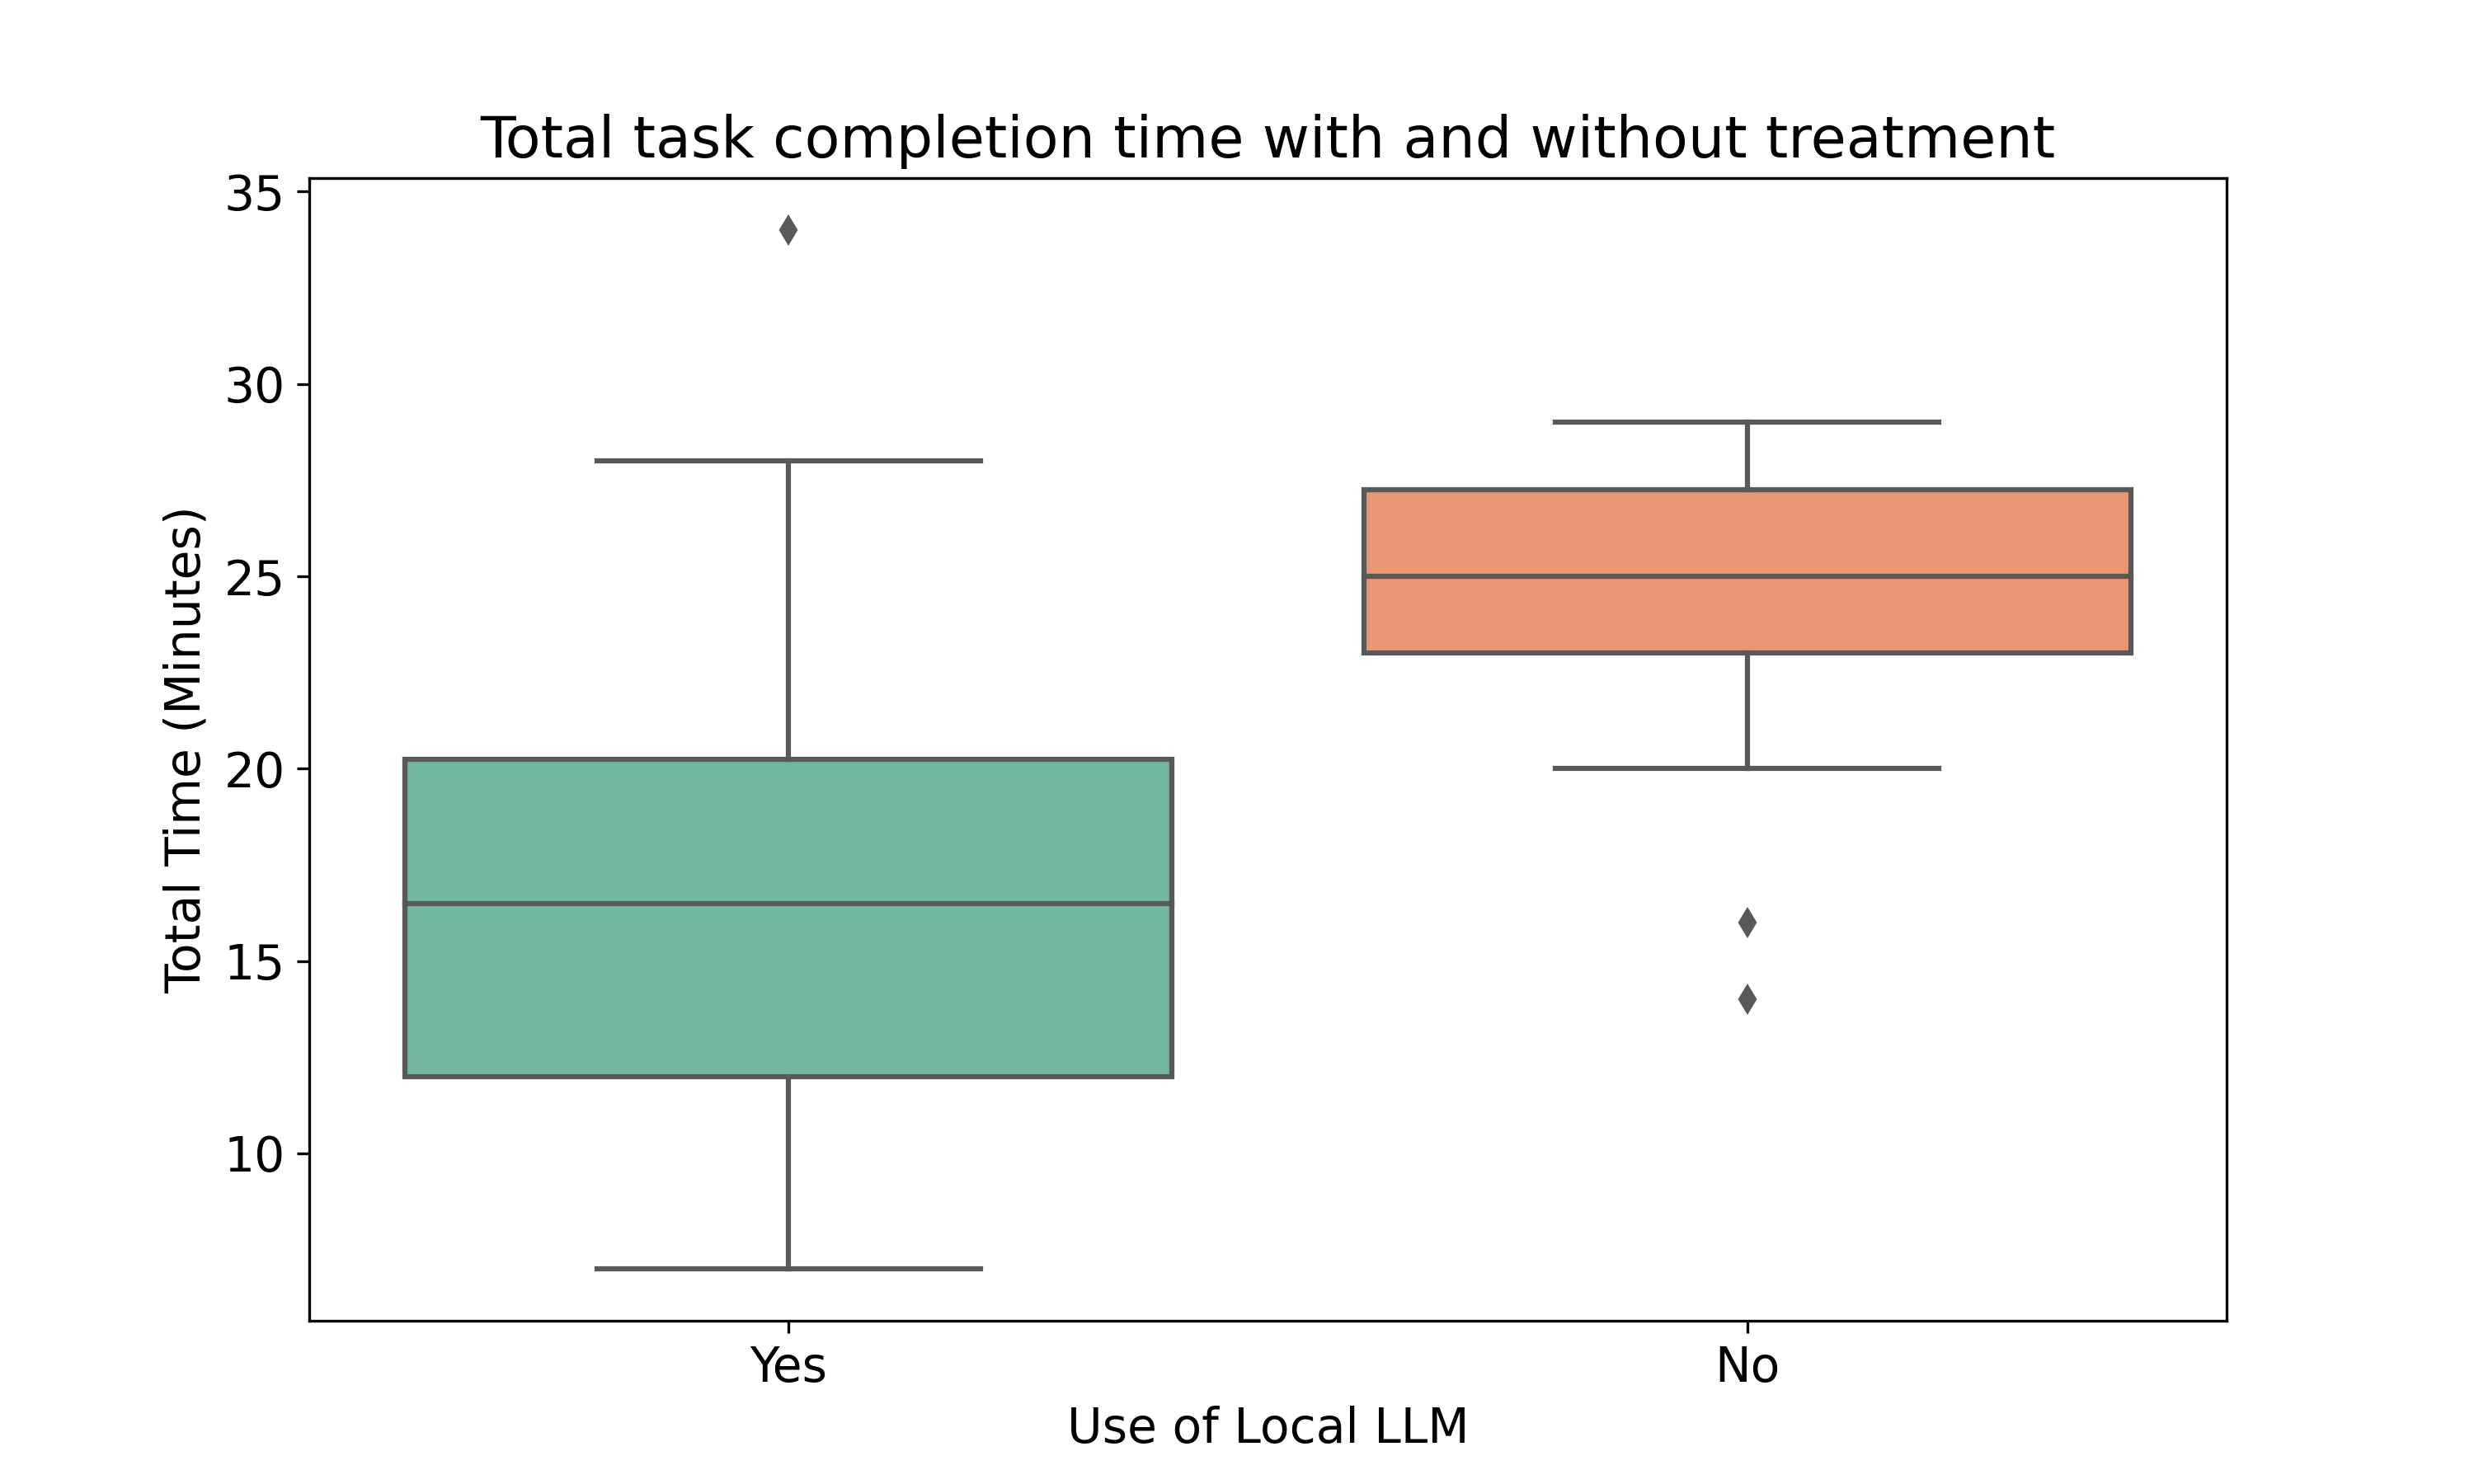 Total task completion time with and without treatment
35
30
25
20
15
10
Total Time (Minutes)
Yes
No
Use of Local LLM